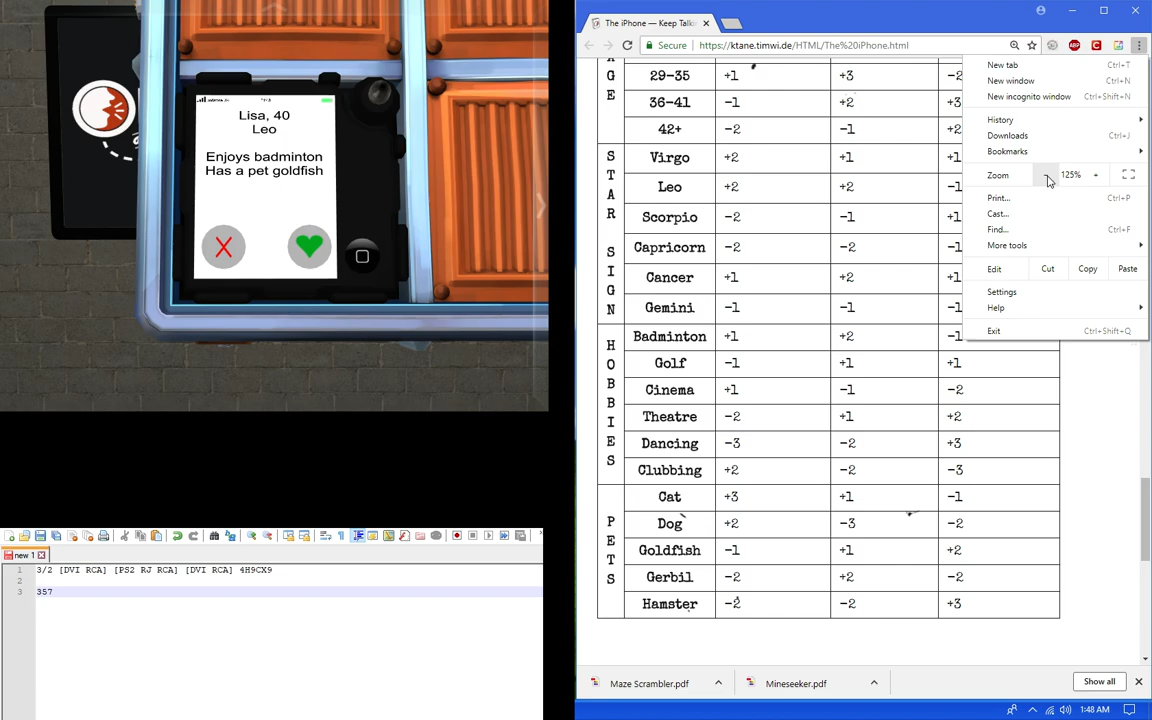 Lisa, 40
Leo
Enjoys badminton
Has a pet goldfish
new 1
1 3/2 [DVI RCA] [PS2 RJ RCA] [DVI RCA] 4H9CX9
2
3 357
The iPhone — Keep Talki
Secure https://ktane.timwi.de/HTML/The%20iPhone.html
G
E
29-35 +1 +3 -2
36-41 -1 +2 +3
42+ -2 -1 +2
STAR SIGN
Virgo +2 +1 +1
Leo +2 +2 -1
Scorpio -2 -1 +1
Capricorn -2 -2 -1
Cancer +1 +2 +1
Gemini -1 -1 -1
HOBBIES
Badminton +1 +2 -1
Golf -1 +1 +1
Cinema +1 -1 -2
Theatre -2 +1 +2
Dancing -3 -2 +3
Clubbing +2 -2 -3
PETS
Cat +3 +1 -1
Dog +2 -3 -2
Goldfish -1 +1 +2
Gerbil -2 +2 -2
Hamster -2 -2 +3
New tab Ctrl+T
New window Ctrl+N
New incognito window Ctrl+Shift+N
History
Downloads Ctrl+J
Bookmarks
Zoom - 125% +
Print... Ctrl+P
Cast...
Find... Ctrl+F
More tools
Edit Cut Copy Paste
Settings
Help
Exit Ctrl+Shift+Q
Maze Scrambler.pdf
Mineseeker.pdf
Show all
1:48 AM